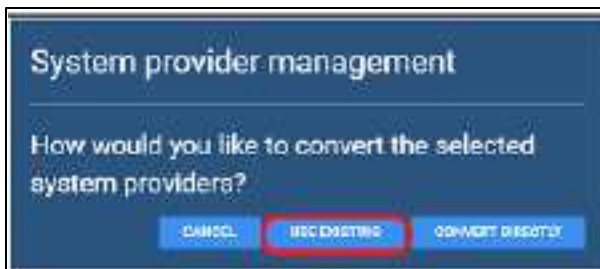 System provider management
How would you like to convert the selected
system providers?
CANCEL USE EXISTING CONVERT DIRECTLY